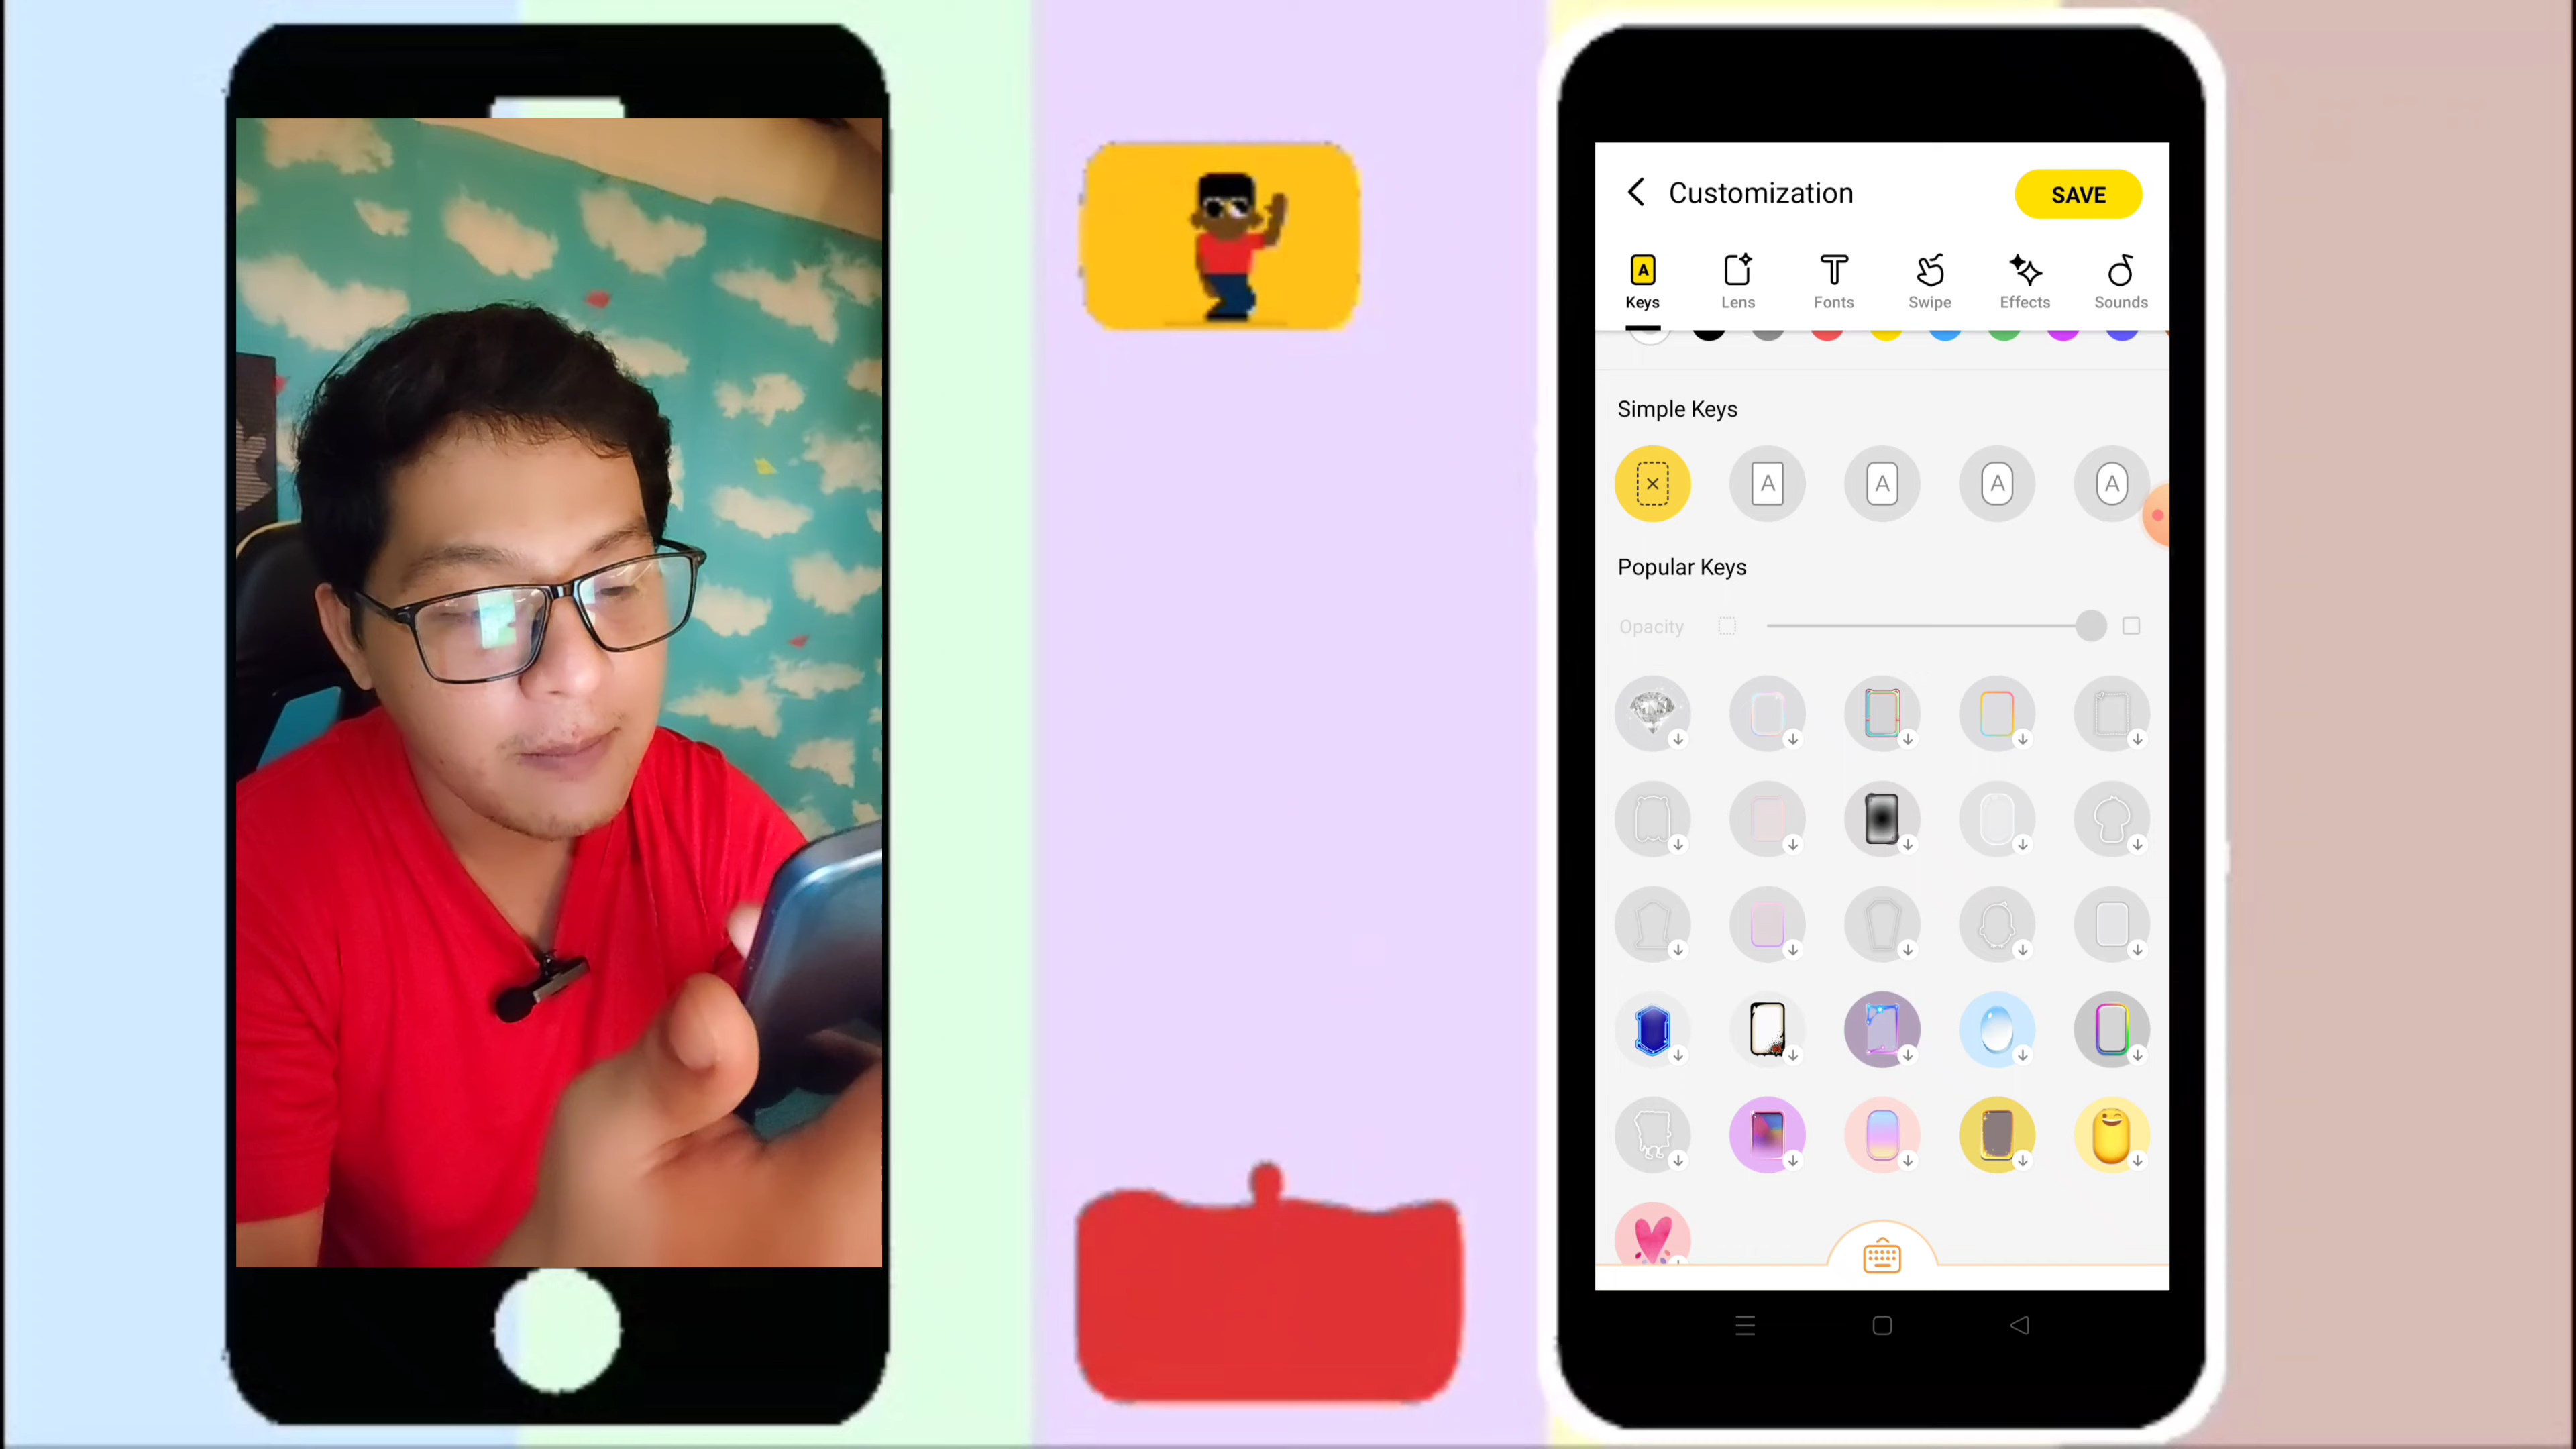 Customization
SAVE
A
Keys
Lens
Fonts
Swipe
Effects
Sounds
Simple Keys
A
A
A
A
Popular Keys
Opacity